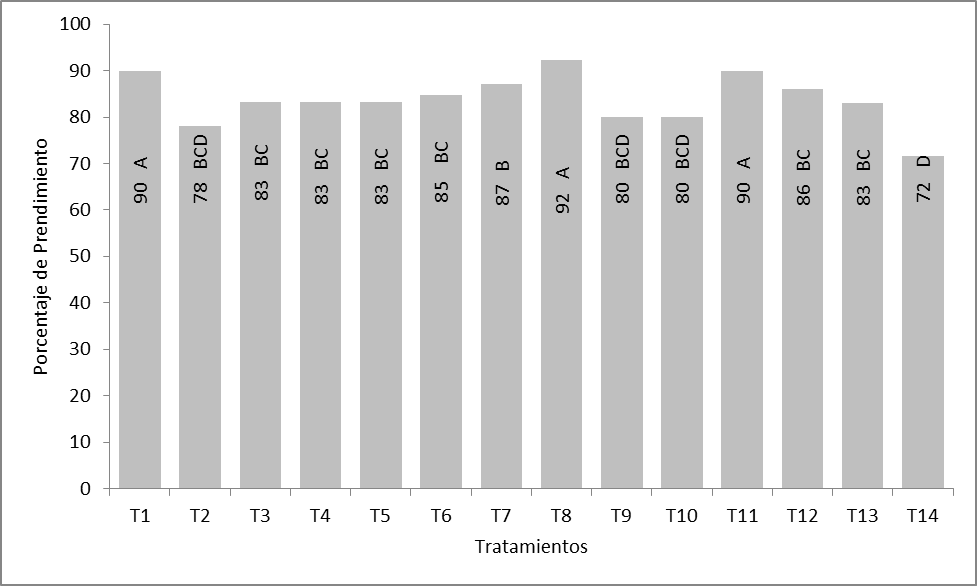 Porcentaje de Prendimiento
100
90
80
70
60
50
40
30
20
10
0
90 A
78 BCD
83 BC
83 BC
83 BC
85 BC
87 B
92 A
80 BCD
80 BCD
90 A
86 BC
83 BC
72 D
T1 T2 T3 T4 T5 T6 T7 T8 T9 T10 T11 T12 T13 T14
Tratamientos